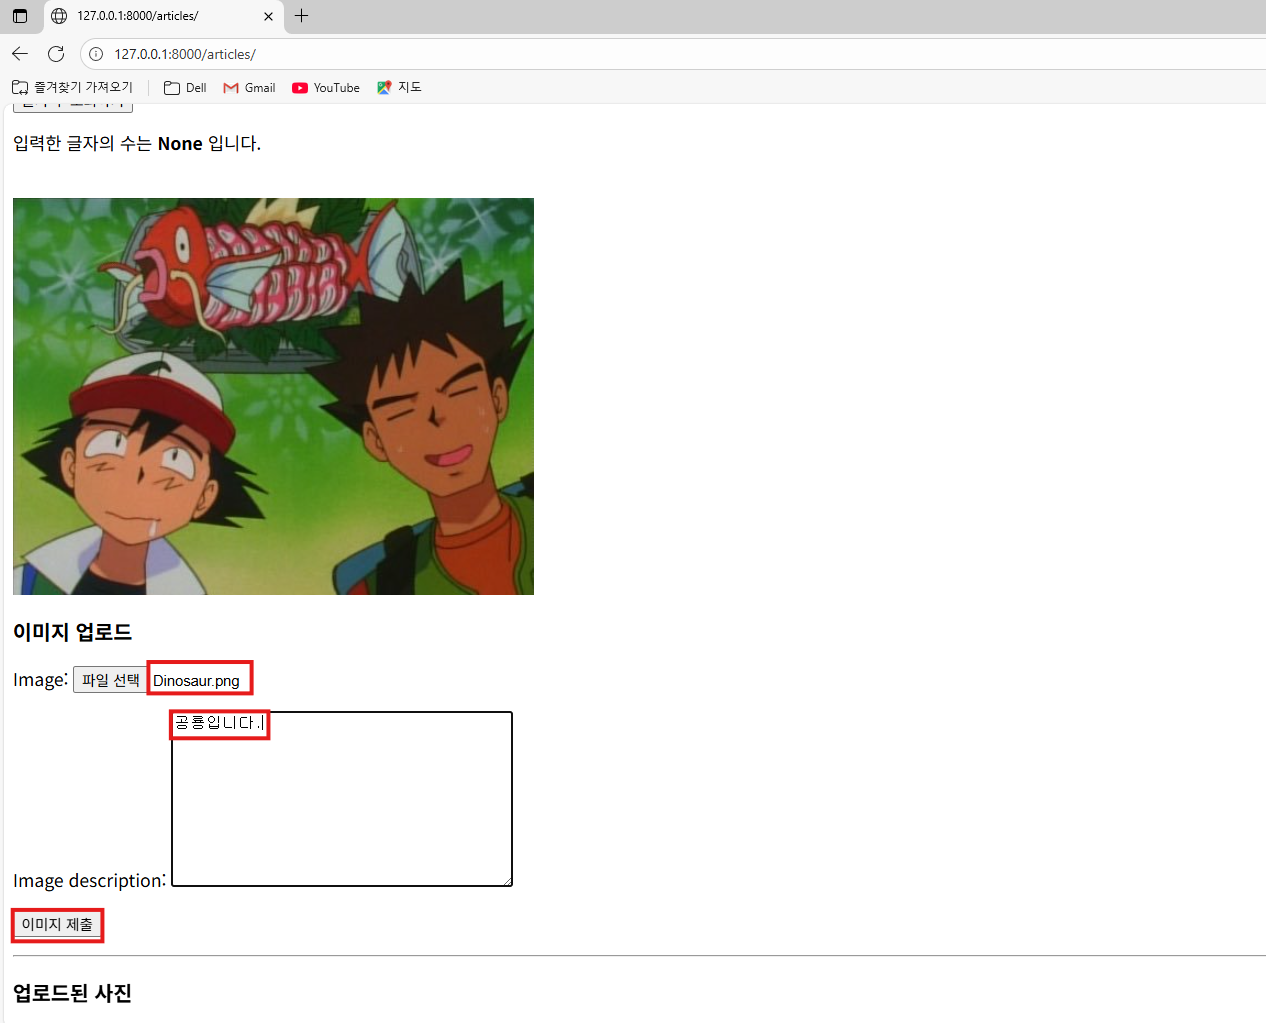 127.0.0.1:8000/articles/
127.0.0.1:8000/articles/
즐겨찾기 가져오기
Dell
Gmail
YouTube
지도
입력한 글자의 수는 None 입니다.
이미지 업로드
Image: 파일 선택 Dinosaur.png
공룡입니다.
Image description:
이미지 제출
업로드된 사진